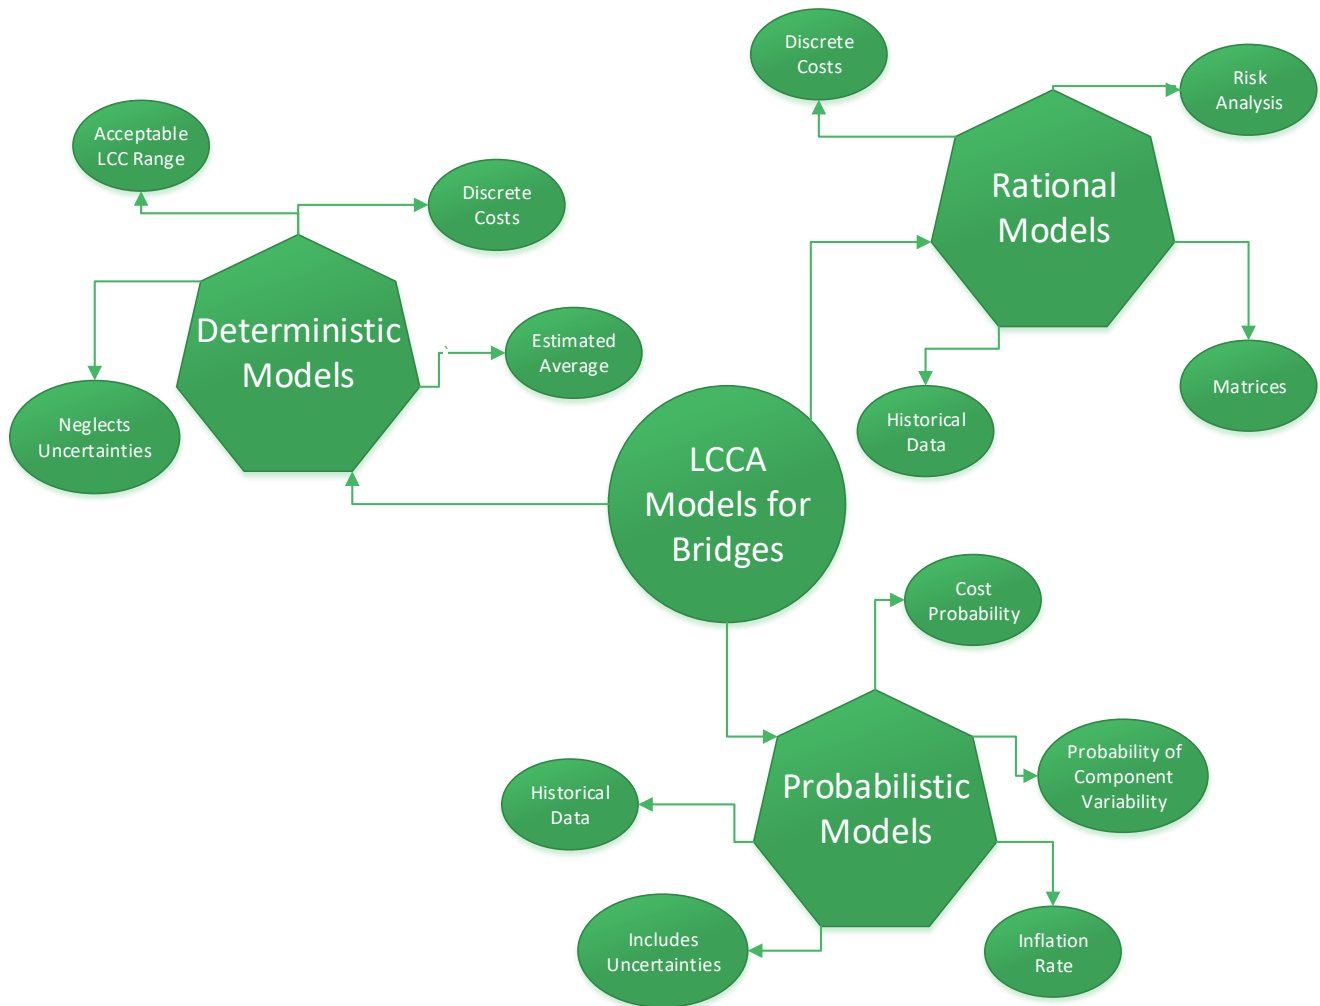 Discrete
Costs
Risk
Analysis
Rational
Models
Matrices
Historical
Data
Acceptable
LCC Range
Discrete
Costs
Deterministic
Models
Estimated
Average
Neglects
Uncertainties
LCCA
Models for
Bridges
Cost
Probability
Probability of
Component
Variability
Probabilistic
Models
Historical
Data
Includes
Uncertainties
Inflation
Rate